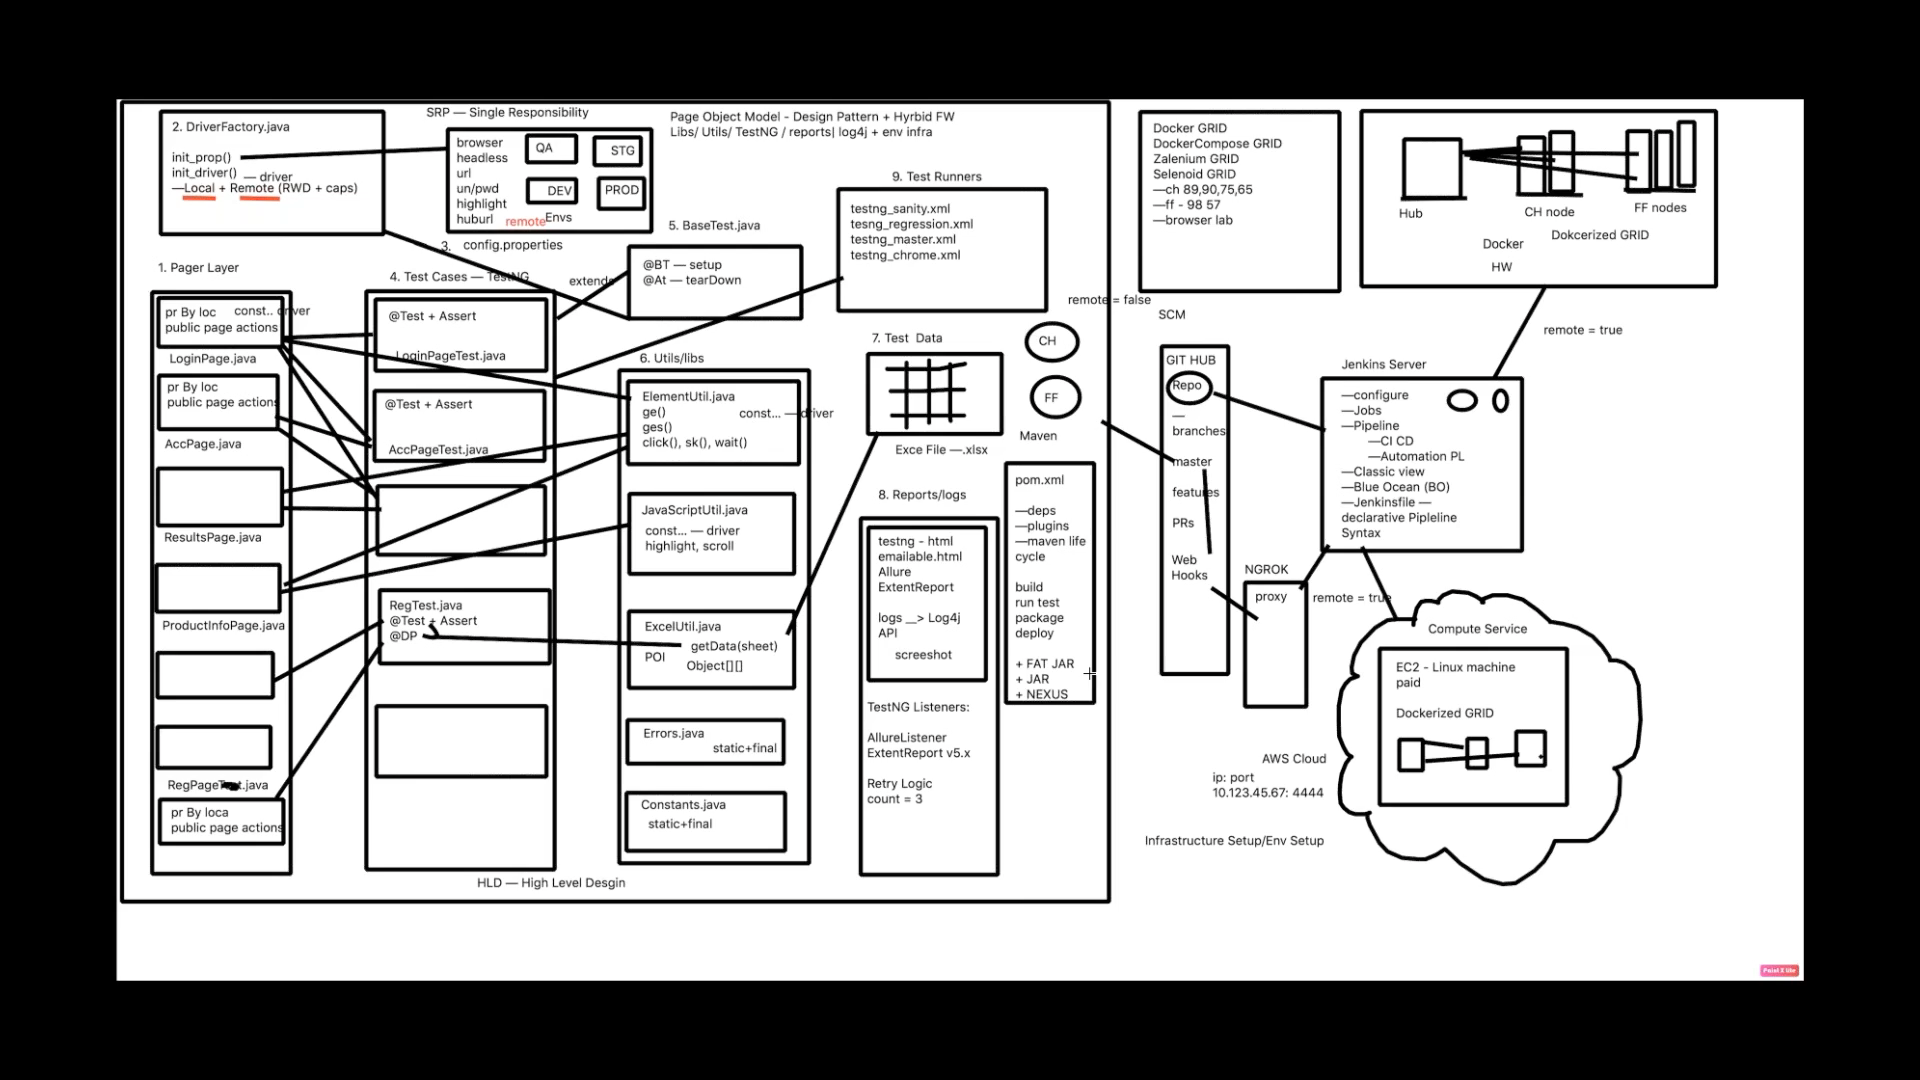 2. DriverFactory.java
init_prop()
init_driver()
— driver
—Local + Remote (RWD + caps)
SRP — Single Responsibility
browser
headless
url
un/pwd
highlight
huburl
remote
QA
STG
DEV
PROD
Envs
3. config.properties
Page Object Model - Design Pattern + Hyrbid FW
Libs/ Utils/ TestNG / reports| log4j + env infra
1. Pager Layer
pr By loc
const.. driver
public page actions
LoginPage.java
pr By loc
public page actions
AccPage.java
ResultsPage.java
ProductInfoPage.java
pr By loca
public page actions
4. Test Cases — TestNG
@Test + Assert
LoginPageTest.java
@Test + Assert
AccPageTest.java
RegTest.java
@Test + Assert
@DP
extends
5. BaseTest.java
@BT — setup
@At — tearDown
6. Utils/libs
ElementUtil.java
ge()
const... — driver
ges()
click(), sk(), wait()
JavaScriptUtil.java
const... — driver
highlight, scroll
ExcelUtil.java
getData(sheet)
POI
Object[][]
Errors.java
static+final
Constants.java
static+final
HLD — High Level Desgin
9. Test Runners
testng_sanity.xml
tesng_regression.xml
testng_master.xml
testng_chrome.xml
7. Test Data
Exce File —.xlsx
8. Reports/logs
testng - html
emailable.html
Allure
ExtentReport
logs __> Log4j
API
screeshot
TestNG Listeners:
AllureListener
ExtentReport v5.x
Retry Logic
count = 3
remote = false
CH
FF
Maven
pom.xml
—deps
—plugins
—maven life
cycle
build
run test
package
deploy
+ FAT JAR
+ JAR
+ NEXUS
Docker GRID
DockerCompose GRID
Zalenium GRID
Selenoid GRID
—ch 89,90,75,65
—ff - 98 57
—browser lab
Hub
CH node
FF nodes
Docker
Dokcerized GRID
HW
remote = true
SCM
GIT HUB
Repo
—
branches
master
features
PRs
Web
Hooks
NGROK
proxy
remote = true
Jenkins Server
—configure
—Jobs
—Pipeline
—CI CD
—Automation PL
—Classic view
—Blue Ocean (BO)
—Jenkinsfile —
declarative Pipleline
Syntax
Compute Service
EC2 - Linux machine
paid
Dockerized GRID
AWS Cloud
ip: port
10.123.45.67: 4444
Infrastructure Setup/Env Setup
Paint X lite